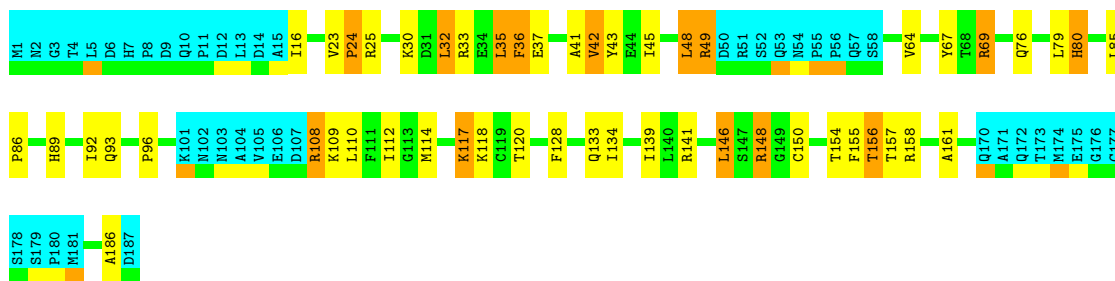 M1 N2 G3 T4 L5 D6 H7 P8 D9 Q10 P11 D12 L13 D14 A15 I16 V23 P24 R25 K30 D31 L32 R33 E34 L35 F36 E37 A41 V42 Y43 E44 I45 L48 R49 D50 R51 S52 Q53 N54 P55 P56 Q57 S58 V64 Y67 T68 R69 Q76 L79 H80 I85
P86 H89 I92 Q93 P96 K101 N102 N103 A104 V105 E106 D107 R108 K109 L110 F111 I112 G113 M114 K117 K118 C119 T120 F128 Q133 I134 I139 L140 R141 L146 S147 R148 G149 C150 T154 F155 T156 T157 R158 A161 Q170 A171 Q172 T173 M174 E175 G176
S178 S179 P180 M181 A186 D187